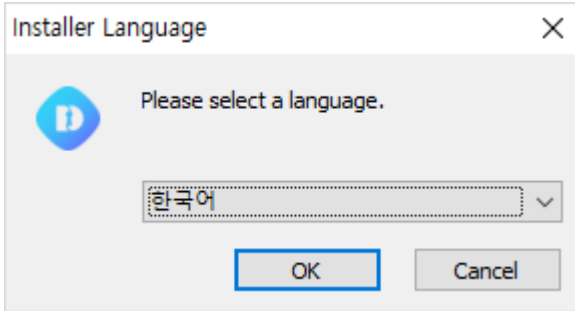 Installer Language
Please select a language.
한국어
OK
Cancel